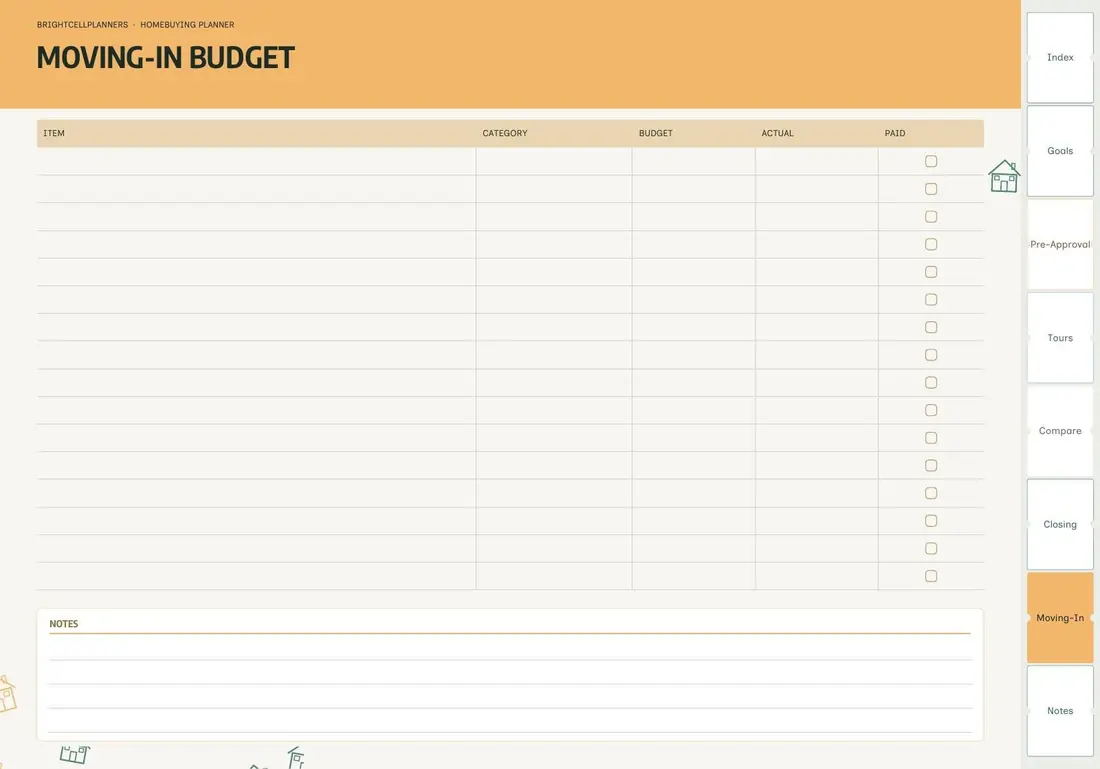 BRIGHTCELLPLANNERS · HOMEBUYING PLANNER
MOVING-IN BUDGET
ITEM CATEGORY BUDGET ACTUAL PAID
NOTES
Index
Goals
Pre-Approval
Tours
Compare
Closing
Moving-In
Notes